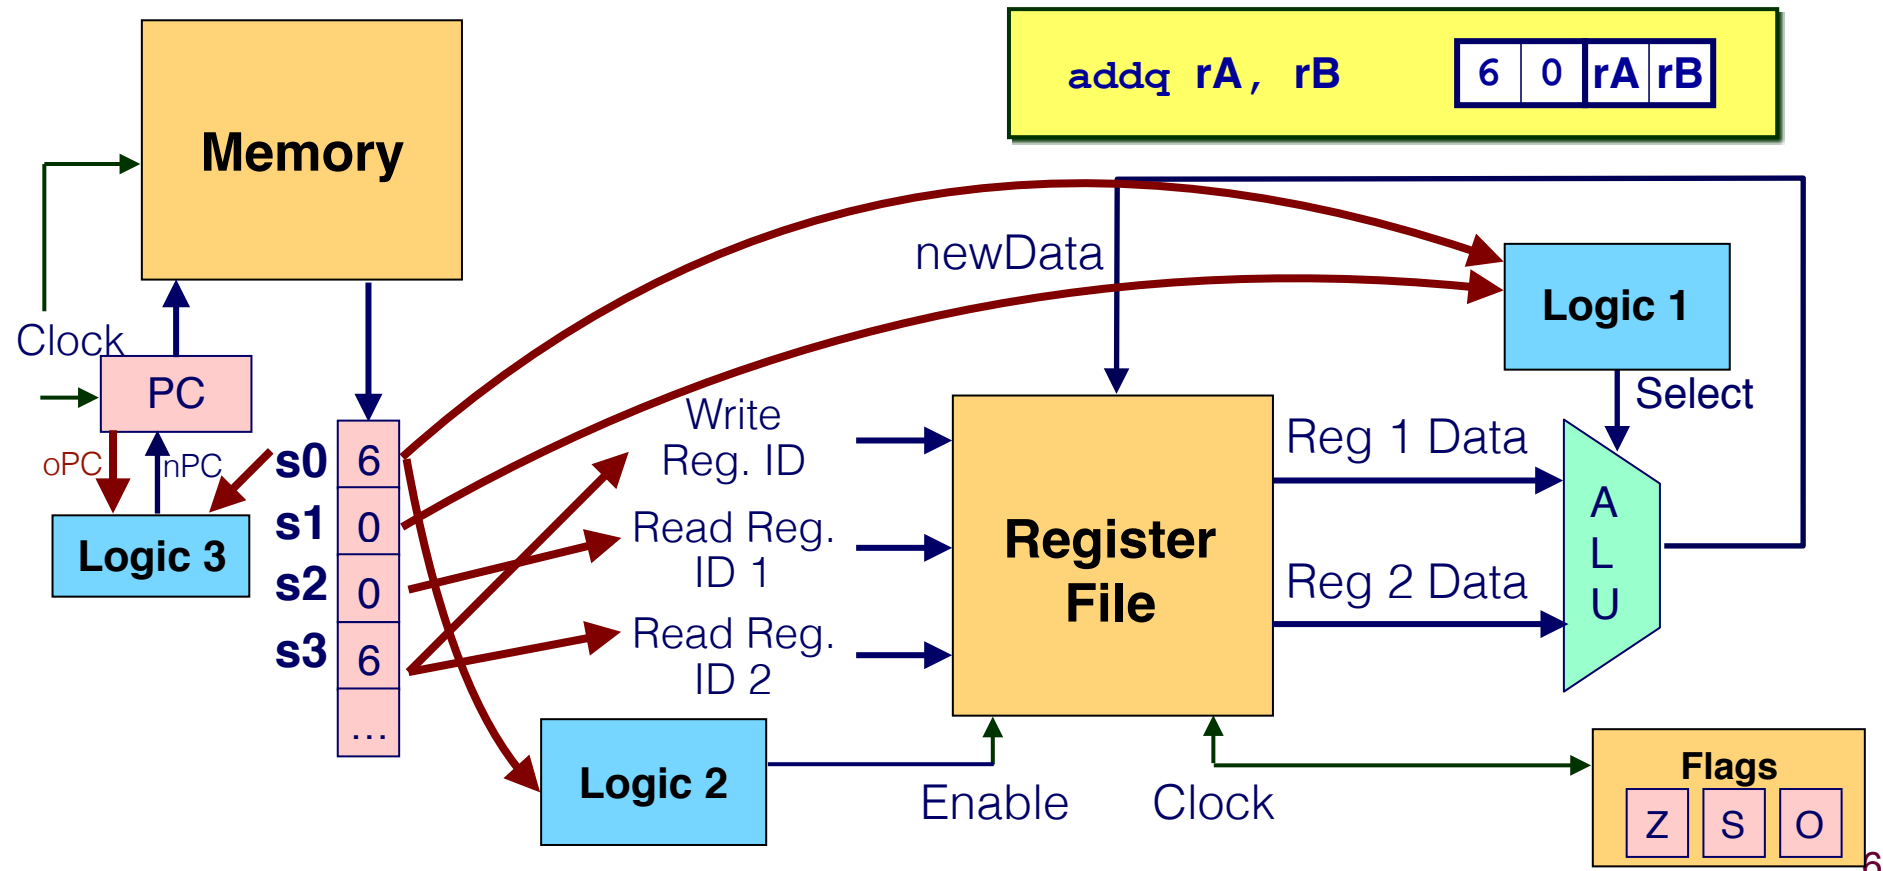 addq rA, rB
6 0 rA rB
Memory
newData
Logic 1
Clock
PC
Select
oPC
nPC
s0 6
s1 0
s2 0
s3 6
...
Logic 3
Write
Reg. ID
Read Reg.
ID 1
Read Reg.
ID 2
Register
File
Reg 1 Data
Reg 2 Data
A
L
U
Logic 2
Enable
Clock
Flags
Z S O
6